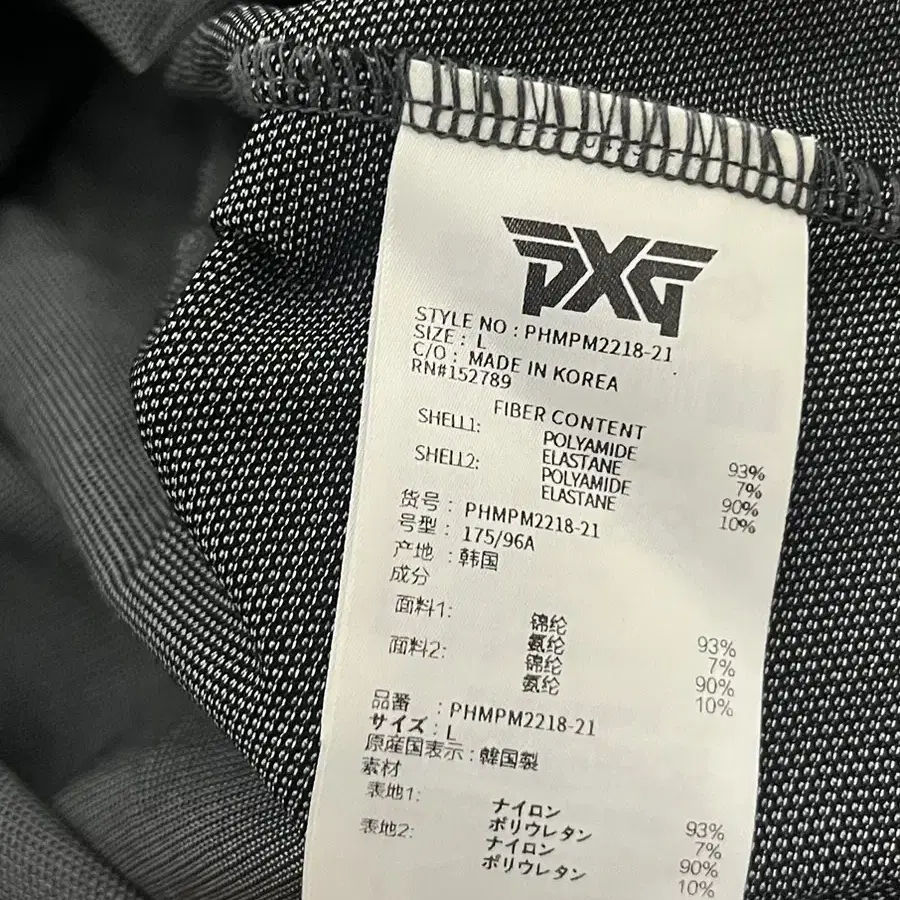 PXG
STYLE NO : PHMPM2218-21
SIZE : L
C/O : MADE IN KOREA
RN#152789
FIBER CONTENT
SHELL1: POLYAMIDE 93%
ELASTANE 7%
SHELL2: POLYAMIDE 90%
ELASTANE 10%
货号 : PHMPM2218-21
号型 : 175/96A
产地 : 韩国
成分
面料1: 锦纶 93%
氨纶 7%
面料2: 锦纶 90%
氨纶 10%
品番 : PHMPM2218-21
サイズ : L
原産国表示 : 韓国製
素材
表地1: ナイロン 93%
ポリウレタン 7%
表地2: ナイロン 90%
ポリウレタン 10%